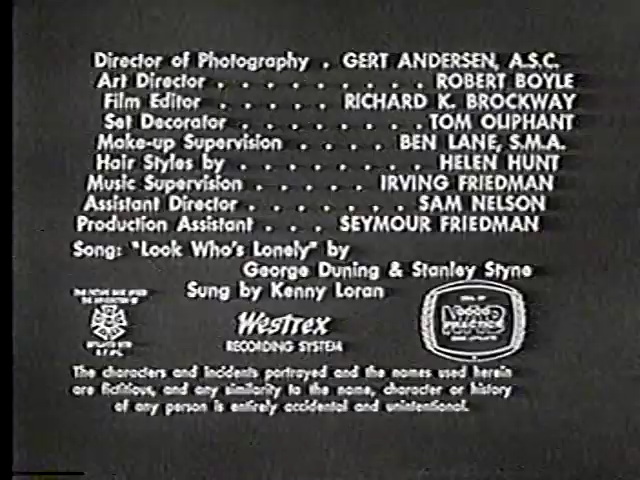 Director of Photography . GERT ANDERSEN, A.S.C.
Art Director . . . . . . . . . ROBERT BOYLE
Film Editor . . . . . RICHARD K. BROCKWAY
Set Decorator . . . . . . . . TOM OLIPHANT
Make-up Supervision . . . . . BEN LANE, S.M.A.
Hair Styles by . . . . . . . . HELEN HUNT
Music Supervision . . . . . IRVING FRIEDMAN
Assistant Director . . . . . . . SAM NELSON
Production Assistant . . . SEYMOUR FRIEDMAN
Song: "Look Who's Lonely" by
George Duning & Stanley Styne
Sung by Kenny Loran
Westrex
RECORDING SYSTEM
SEAL OF
GOOD
PRACTICE
The characters and incidents portrayed and the names used herein
are fictitious, and any similarity to the name, character or history
of any person is entirely accidental and unintentional.